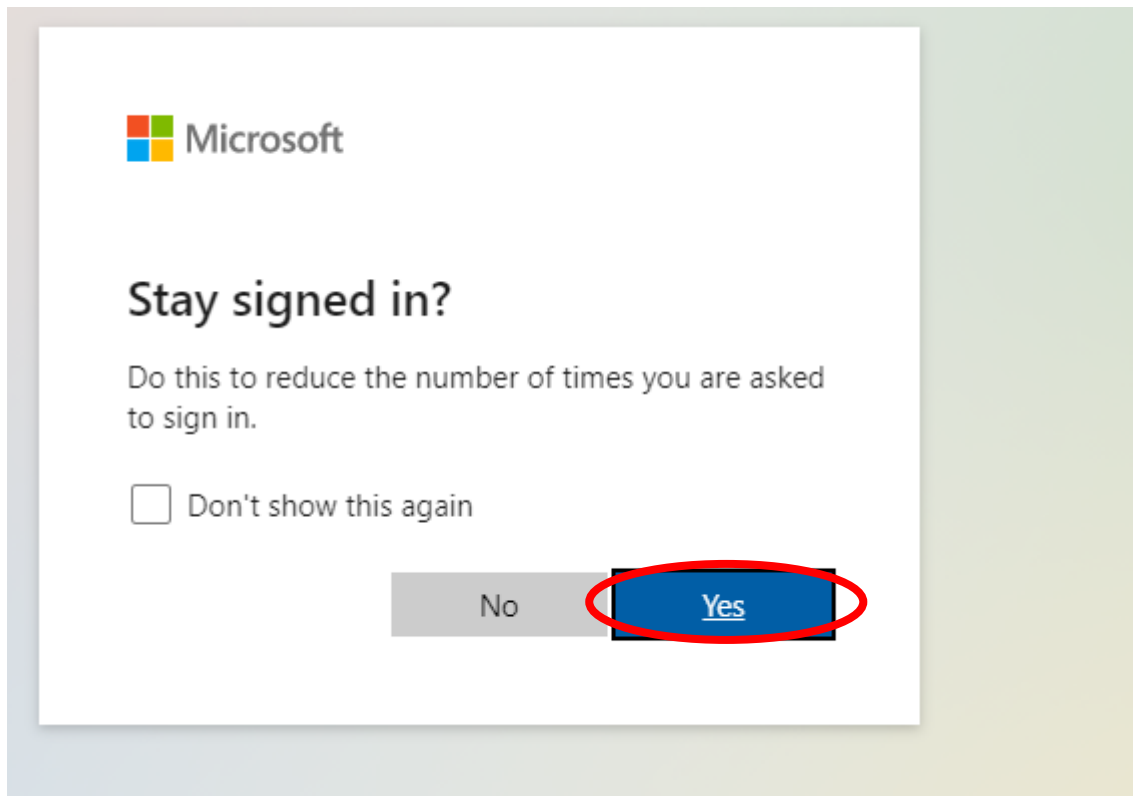 Microsoft
Stay signed in?
Do this to reduce the number of times you are asked
to sign in.
Don't show this again
No
Yes